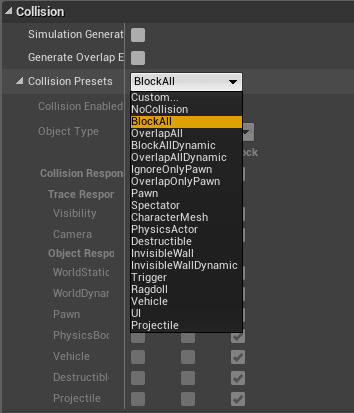 Collision
Simulation Generat
Generate Overlap E
Collision Presets BlockAll
Custom...
NoCollision
BlockAll
OverlapAll
BlockAllDynamic
OverlapAllDynamic
IgnoreOnlyPawn
OverlapOnlyPawn
Pawn
Spectator
CharacterMesh
PhysicsActor
Destructible
InvisibleWall
InvisibleWallDynamic
Trigger
Ragdoll
Vehicle
UI
Projectile
Collision Enabled
Object Type
ock
Collision Respon
Trace Respor
Visibility
Camera
Object Respo
WorldStatic
WorldDynar
Pawn
PhysicsBoc
Vehicle
Destructibl
Projectile